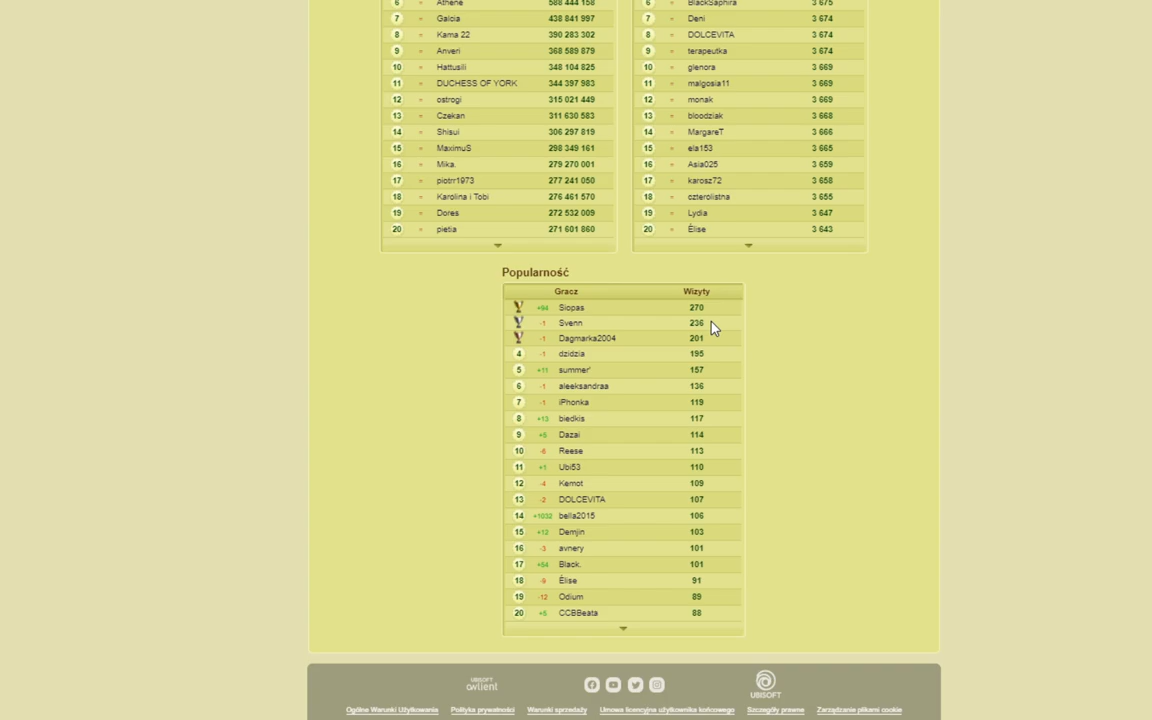 6 = Athene 588 444 158
7 = Galcia 438 841 997
8 = Kama 22 390 283 302
9 = Anveri 368 589 879
10 = Hattusili 348 104 825
11 = DUCHESS OF YORK 344 397 983
12 = ostrogi 315 021 449
13 = Czekan 311 630 583
14 = Shisui 306 297 819
15 = MaximuS 298 349 161
16 = Mika. 279 270 001
17 = piotrr1973 277 241 050
18 = Karolina i Tobi 276 461 570
19 = Dores 272 532 009
20 = pietia 271 601 860
6 = BlackSaphira 3 675
7 = Deni 3 674
8 = DOLCEVITA 3 674
9 = terapeutka 3 674
10 = glenora 3 669
11 = malgosia11 3 669
12 = monak 3 669
13 = bloodziak 3 668
14 = MargareT 3 666
15 = ela153 3 665
16 = Asia025 3 659
17 = karosz72 3 658
18 = czterolistna 3 655
19 = Lydia 3 647
20 = Élise 3 643
Popularność
Gracz Wizyty
+94 Siopas 270
-1 Svenn 236
-1 Dagmarka2004 201
4 -1 dzidzia 195
5 +11 summer' 157
6 -1 aleeksandraa 136
7 -1 iPhonka 119
8 +13 biedkis 117
9 +5 Dazai 114
10 -6 Reese 113
11 +1 Ubi53 110
12 -4 Kemot 109
13 -2 DOLCEVITA 107
14 +1032 bella2015 106
15 +12 Demjin 103
16 -3 avnery 101
17 +64 Black. 101
18 -9 Élise 91
19 -12 Odium 89
20 +5 CCBBeata 88
UBISOFT
owlient
UBISOFT
Ogólne Warunki Użytkowania Polityka prywatności Warunki sprzedaży Umowa licencyjna użytkownika końcowego Szczegóły prawne Zarządzanie plikami cookie